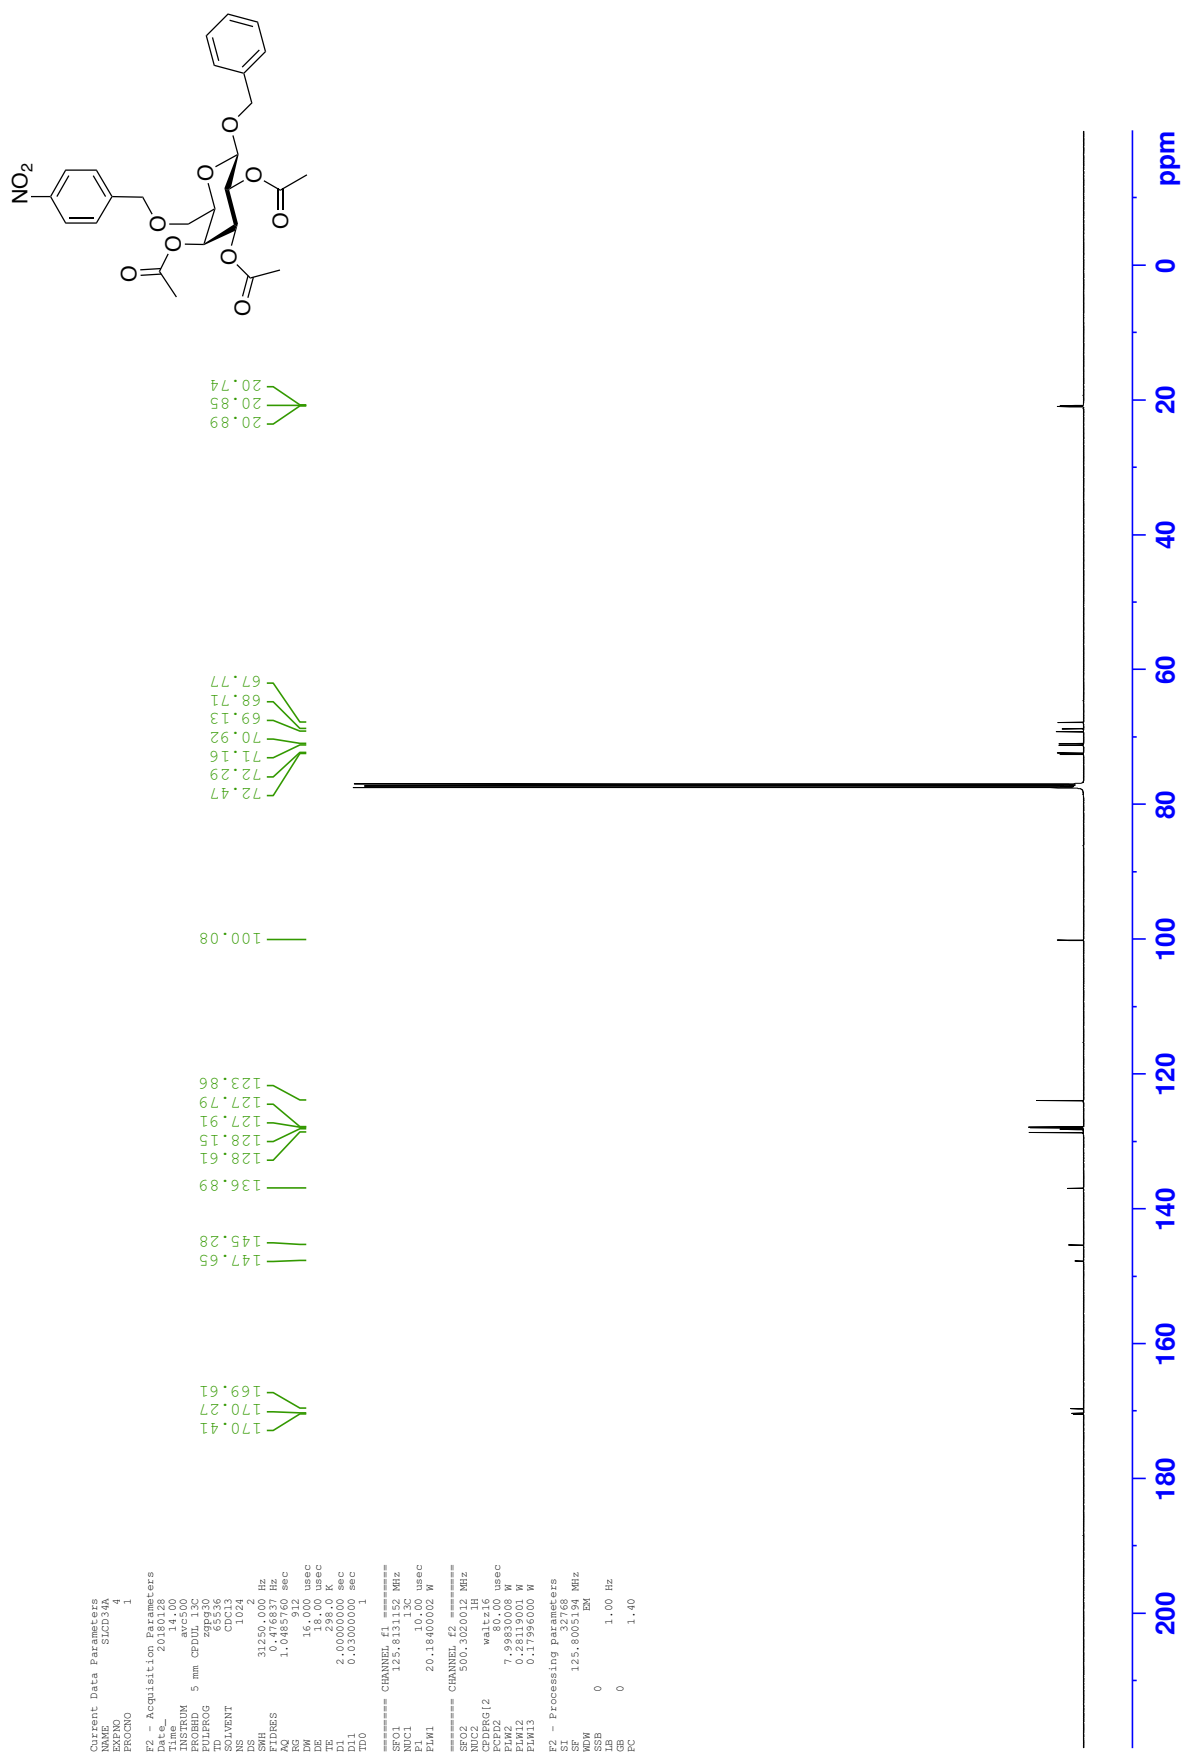 NO2
O
O
O
O
O
O
O
O
O
20.74
20.85
20.89
67.77
68.71
69.13
70.92
71.16
72.29
72.47
100.08
123.86
127.79
127.91
128.15
128.61
136.89
145.28
147.65
169.61
170.27
170.41
Current Data Parameters
NAME SLCD34A
EXPNO 4
PROCNO 1
F2 - Acquisition Parameters
Date_ 20180128
Time 14.00
INSTRUM avc500
PROBHD 5 mm CPDUL 13C
PULPROG zgpg30
TD 65536
SOLVENT CDCl3
NS 1024
DS 2
SWH 31250.000 Hz
FIDRES 0.476837 Hz
AQ 1.0485760 sec
RG 912
DW 16.000 usec
DE 18.00 usec
TE 298.0 K
D1 2.00000000 sec
D11 0.03000000 sec
TD0 1
======== CHANNEL f1 ========
SFO1 125.8131152 MHz
NUC1 13C
P1 10.00 usec
PLW1 20.18400002 W
======== CHANNEL f2 ========
SFO2 500.3020012 MHz
NUC2 1H
CPDPRG[2 waltz16
PCPD2 80.00 usec
PLW2 7.99830008 W
PLW12 0.28119001 W
PLW13 0.17996000 W
F2 - Processing parameters
SI 32768
SF 125.8005194 MHz
WDW EM
SSB 0
LB 1.00 Hz
GB 0
PC 1.40
200 180 160 140 120 100 80 60 40 20 0 ppm